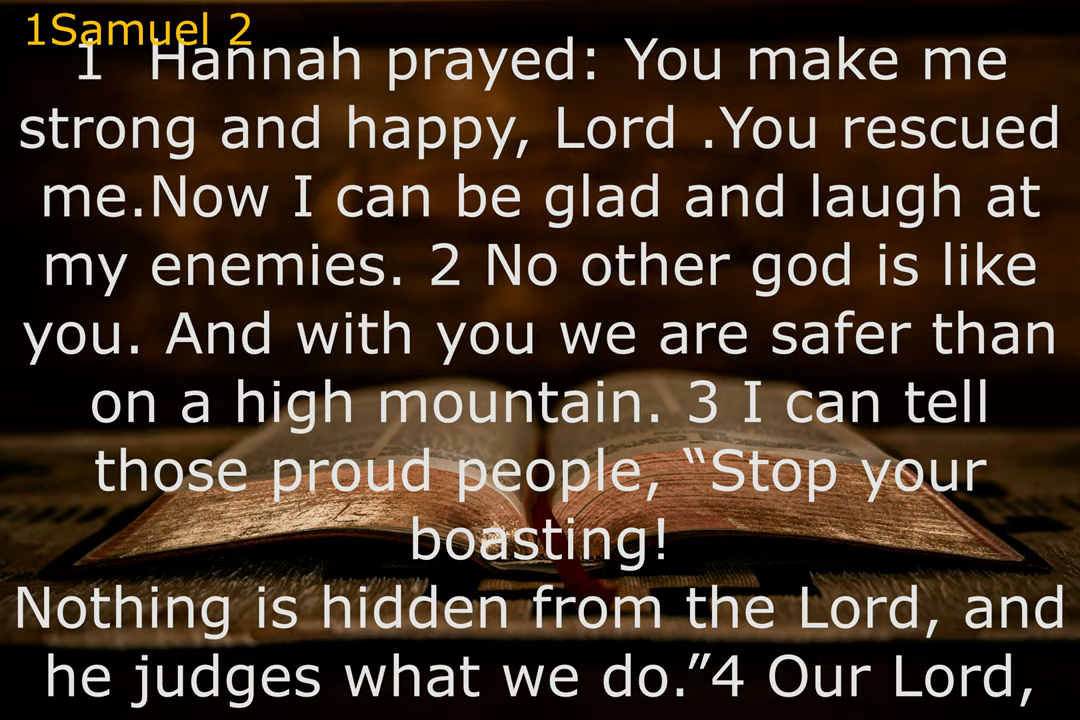 1Samuel 2
1 Hannah prayed: You make me
strong and happy, Lord .You rescued
me.Now I can be glad and laugh at
my enemies. 2 No other god is like
you. And with you we are safer than
on a high mountain. 3 I can tell
those proud people, “Stop your
boasting!
Nothing is hidden from the Lord, and
he judges what we do.”4 Our Lord,